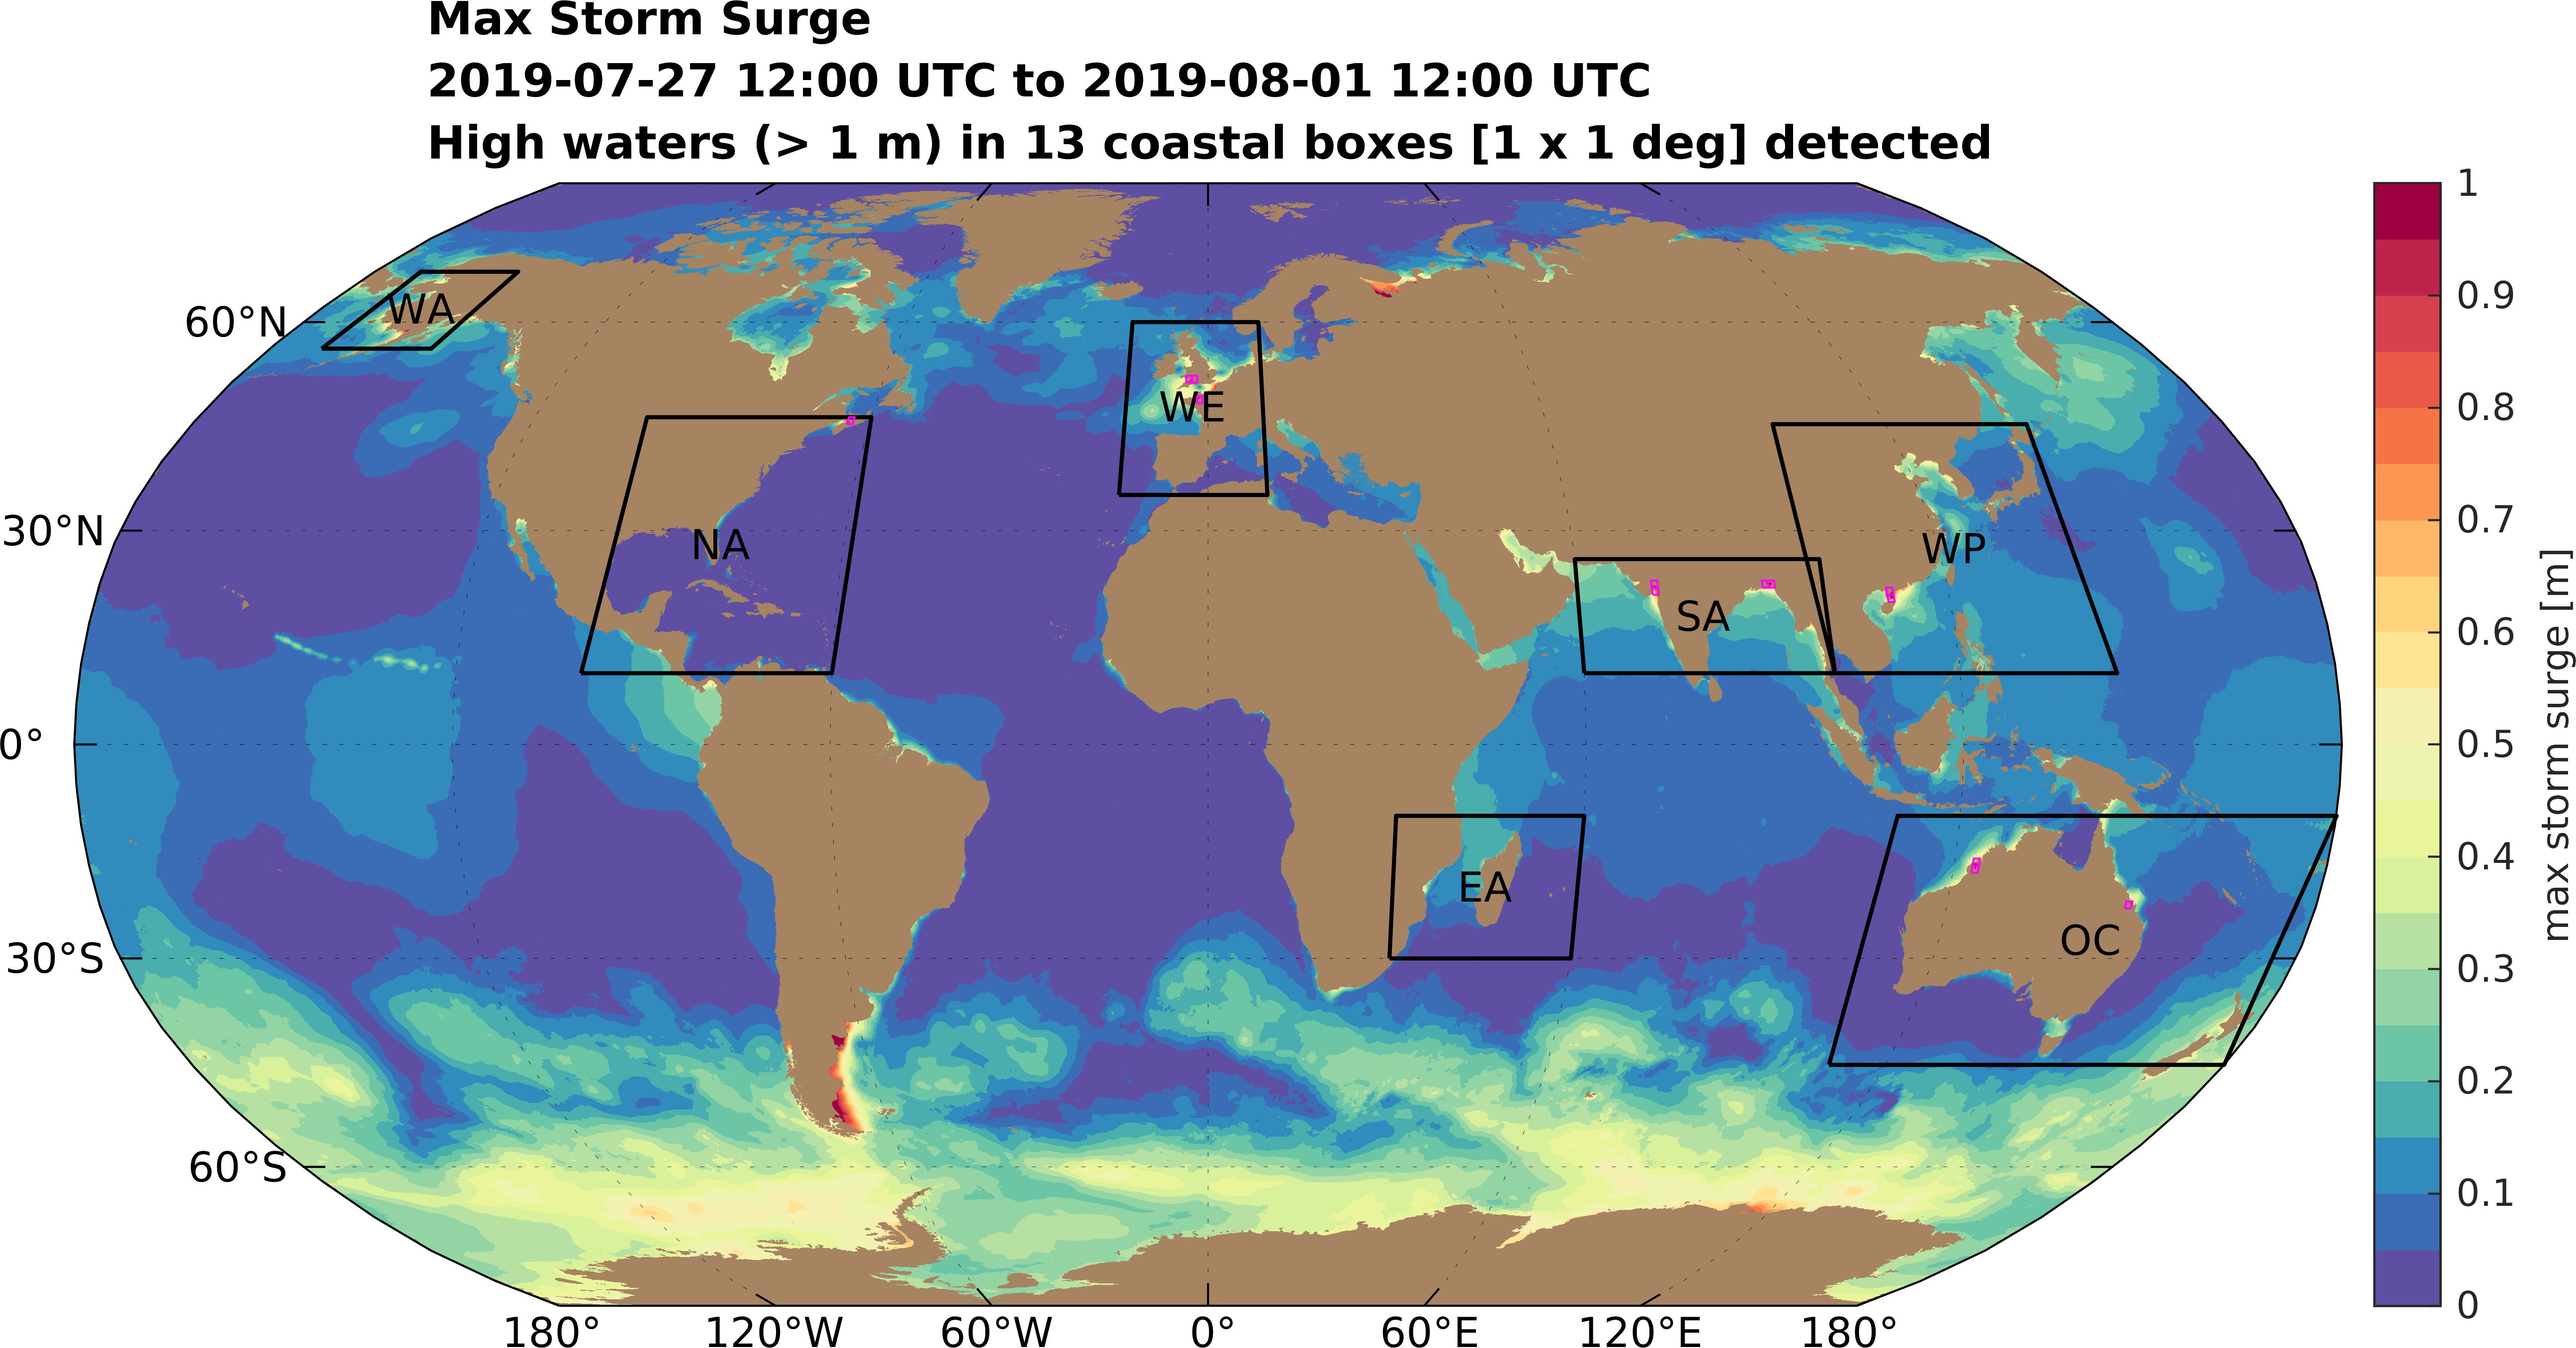 Max Storm Surge
2019-07-27 12:00 UTC to 2019-08-01 12:00 UTC
High waters (> 1 m) in 13 coastal boxes [1 x 1 deg] detected
60°N
30°N
0°
30°S
60°S
WA
NA
WE
SA
WP
EA
OC
180°
120°W
60°W
0°
60°E
120°E
180°
1
0.9
0.8
0.7
0.6
0.5
0.4
0.3
0.2
0.1
0
max storm surge [m]